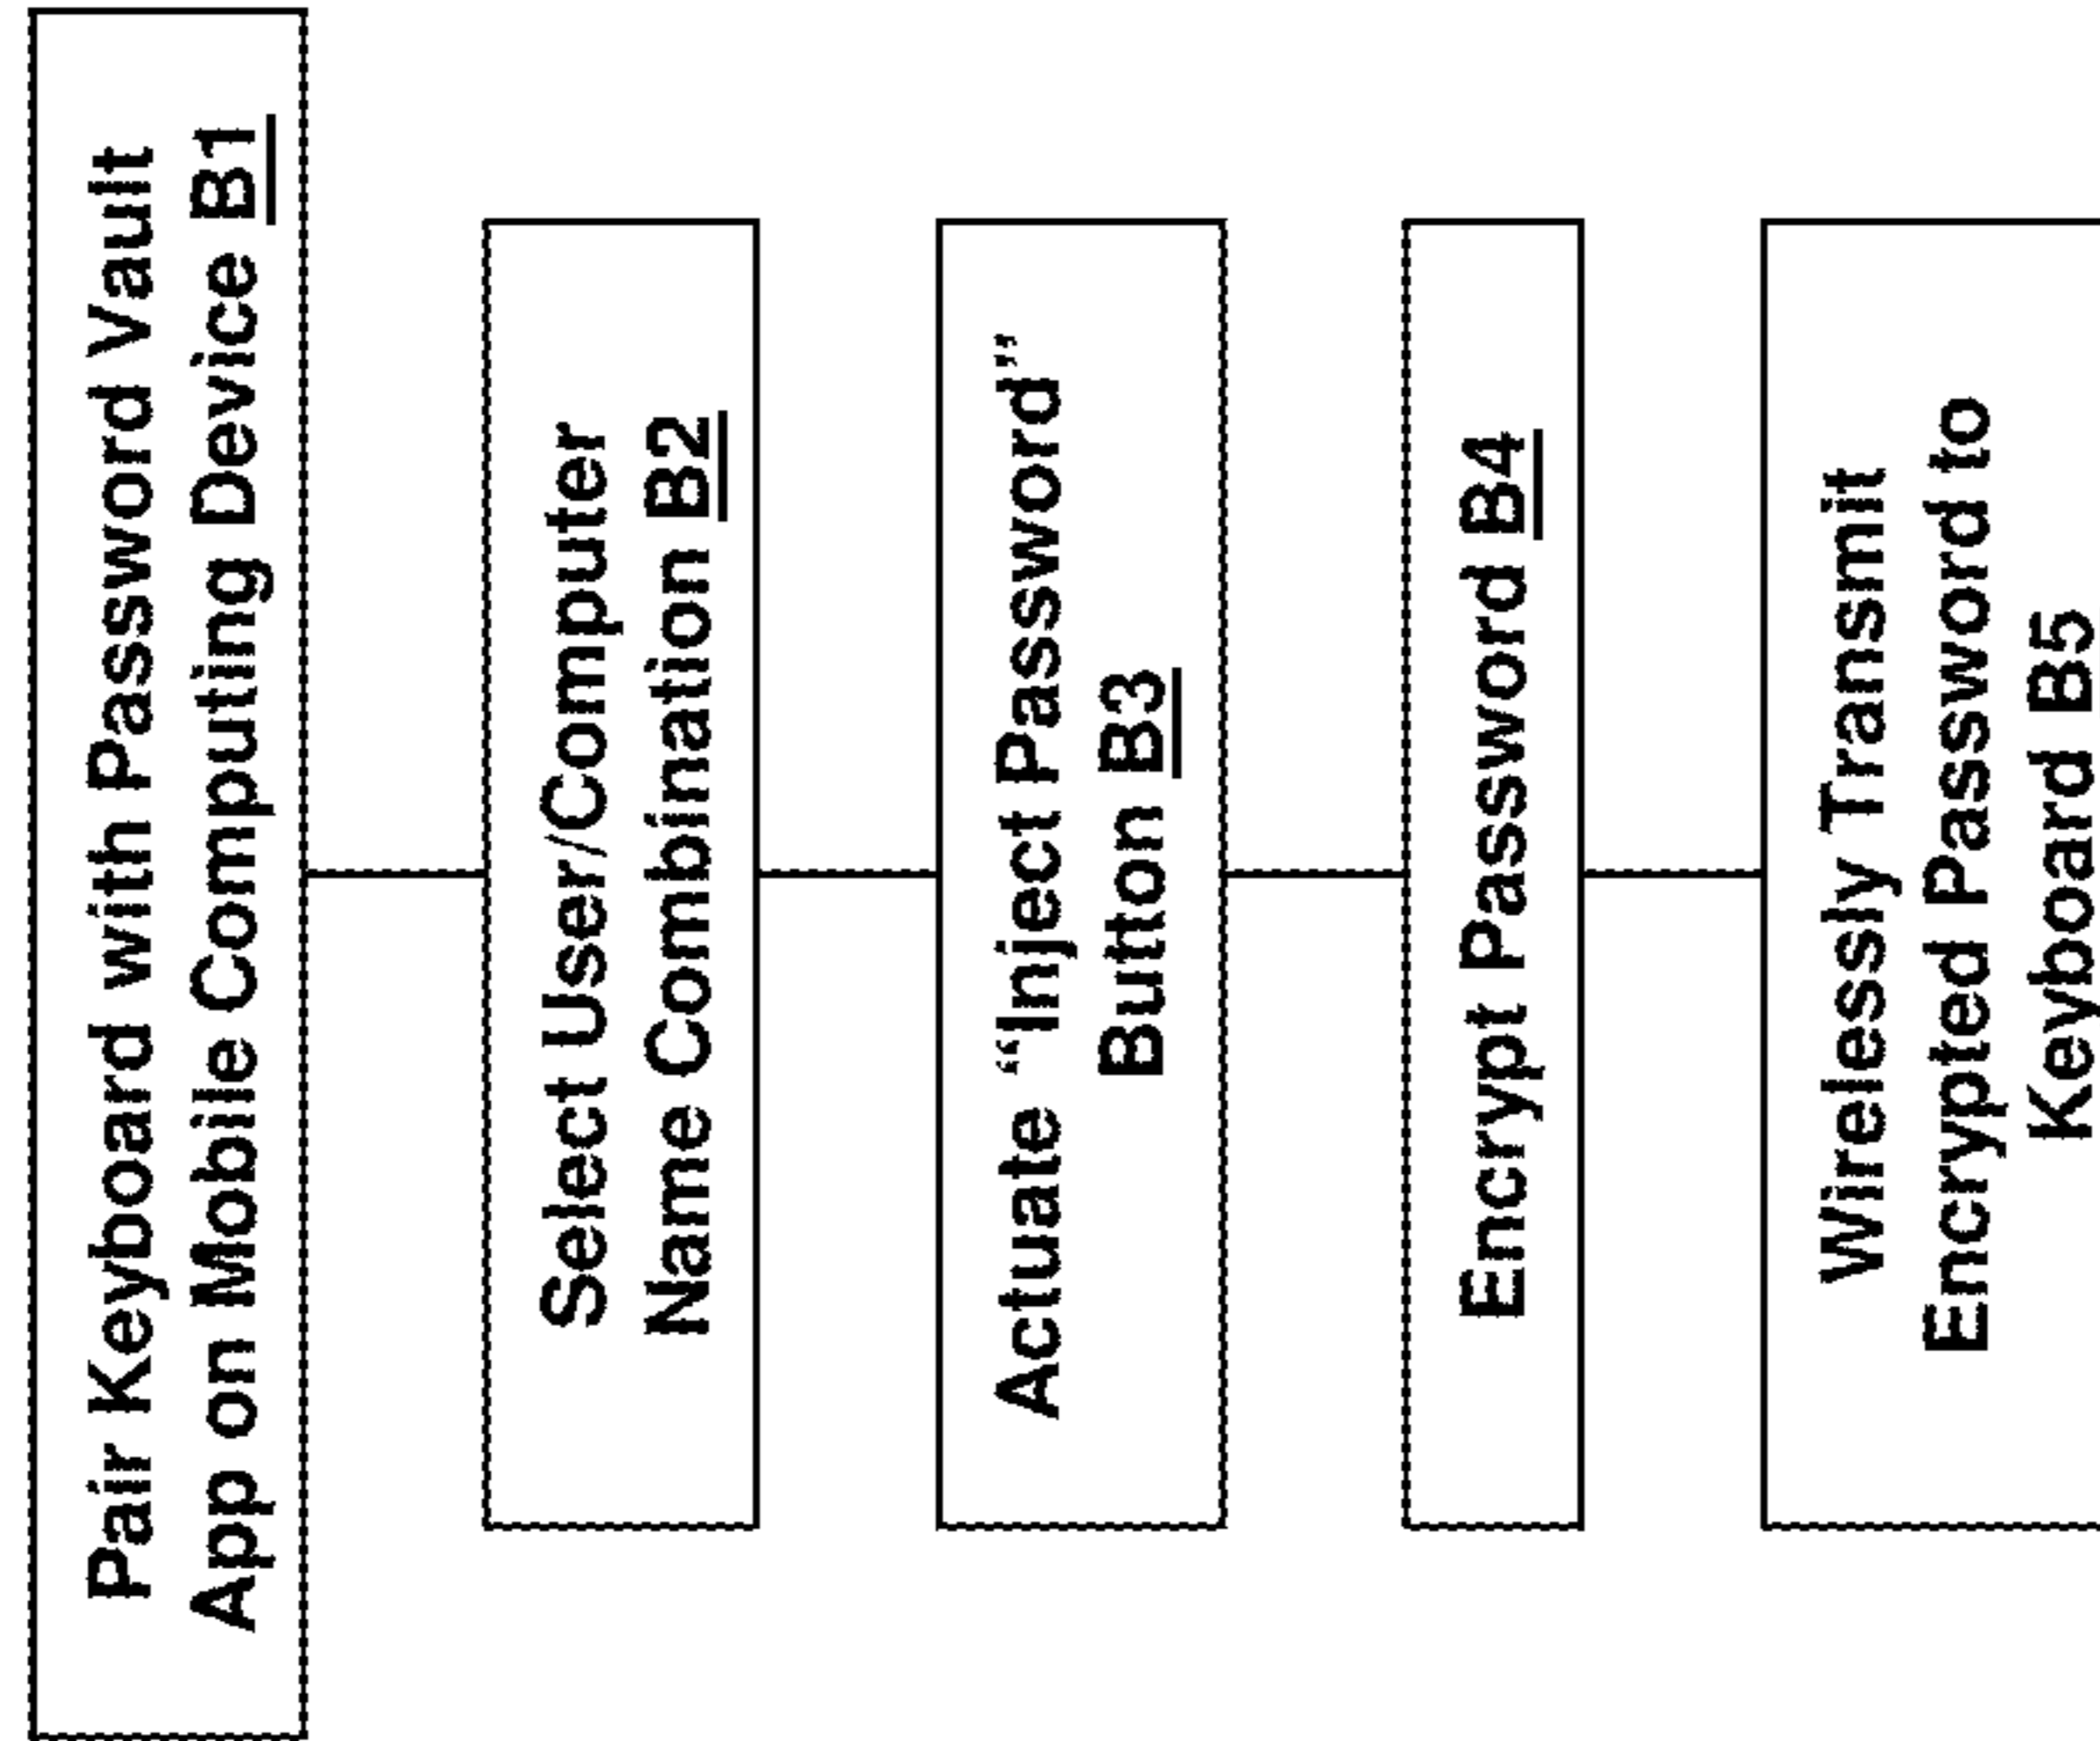 Pair Keyboard with Password Vault
App on Mobile Computing Device B1
Select User/Computer
Name Combination B2
Actuate “Inject Password”
Button B3
Encrypt Password B4
Wirelessly Transmit
Encrypted Password to
Keyboard B5